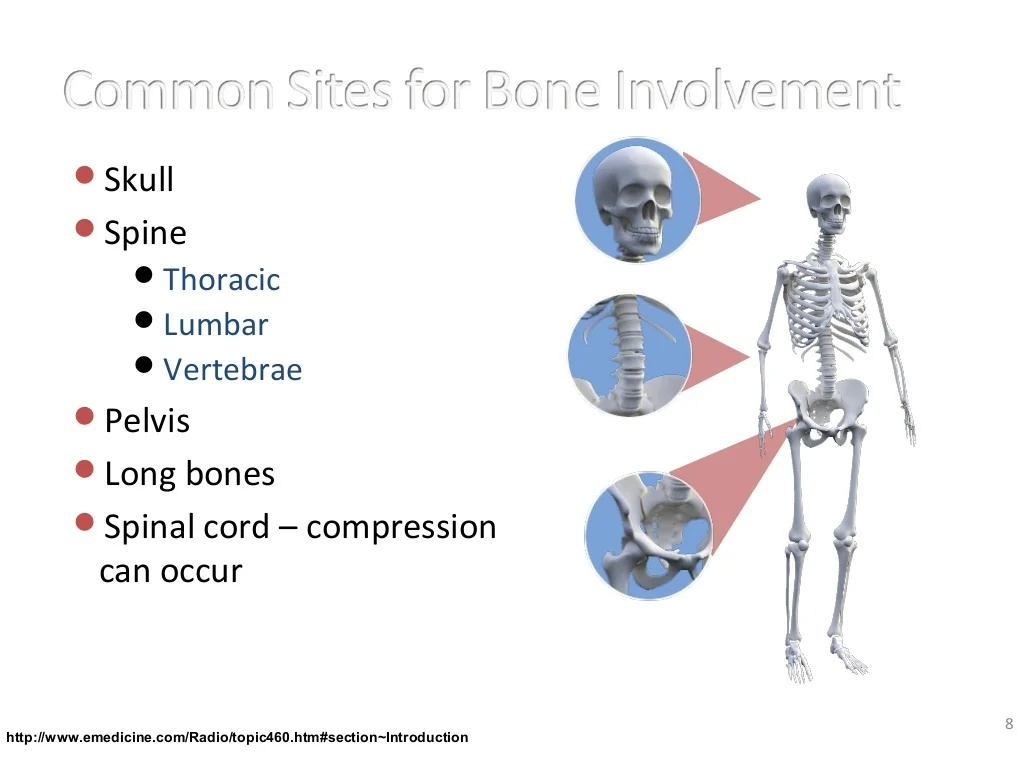 Common Sites for Bone Involvement
Skull
Spine
Thoracic
Lumbar
Vertebrae
Pelvis
Long bones
Spinal cord – compression
can occur
8
http://www.emedicine.com/Radio/topic460.htm#section~Introduction